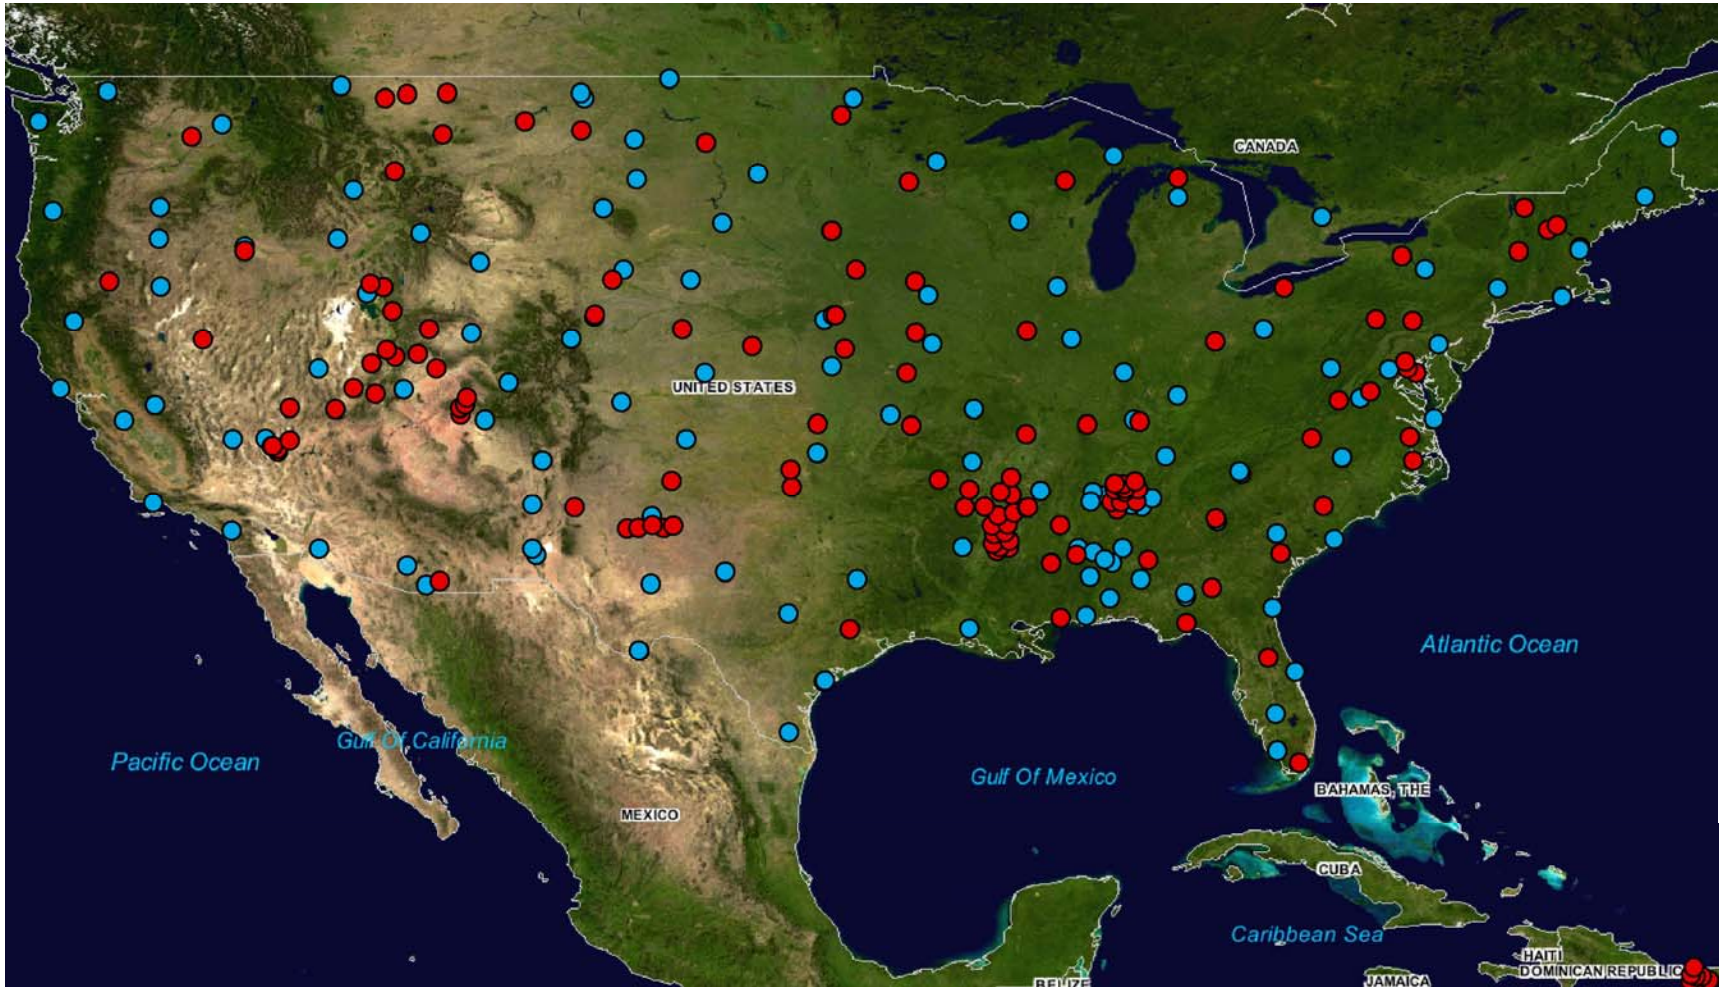 CANADA
UNITED STATES
Atlantic Ocean
Gulf Of California
Pacific Ocean
Gulf Of Mexico
BAHAMAS, THE
MEXICO
CUBA
Caribbean Sea
HAITI
DOMINICAN REPUBLIC
JAMAICA
BELIZE